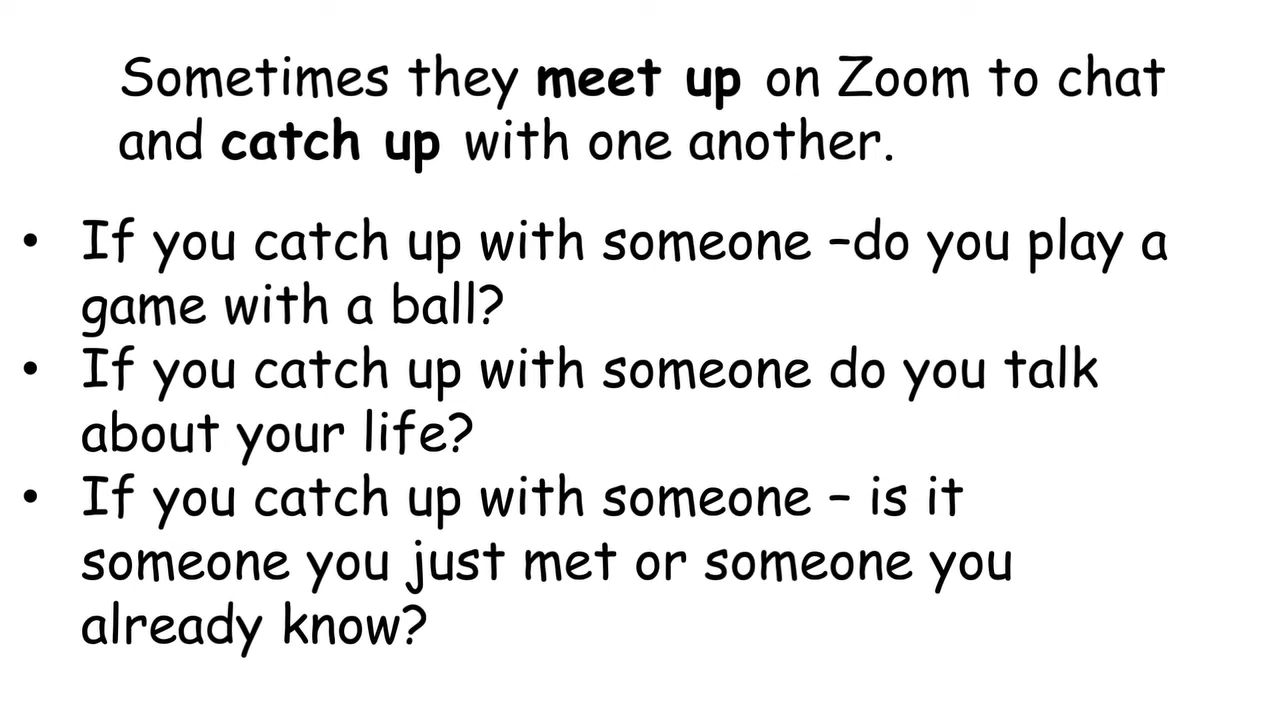 Sometimes they meet up on Zoom to chat
and catch up with one another.
• If you catch up with someone –do you play a
game with a ball?
• If you catch up with someone do you talk
about your life?
• If you catch up with someone – is it
someone you just met or someone you
already know?